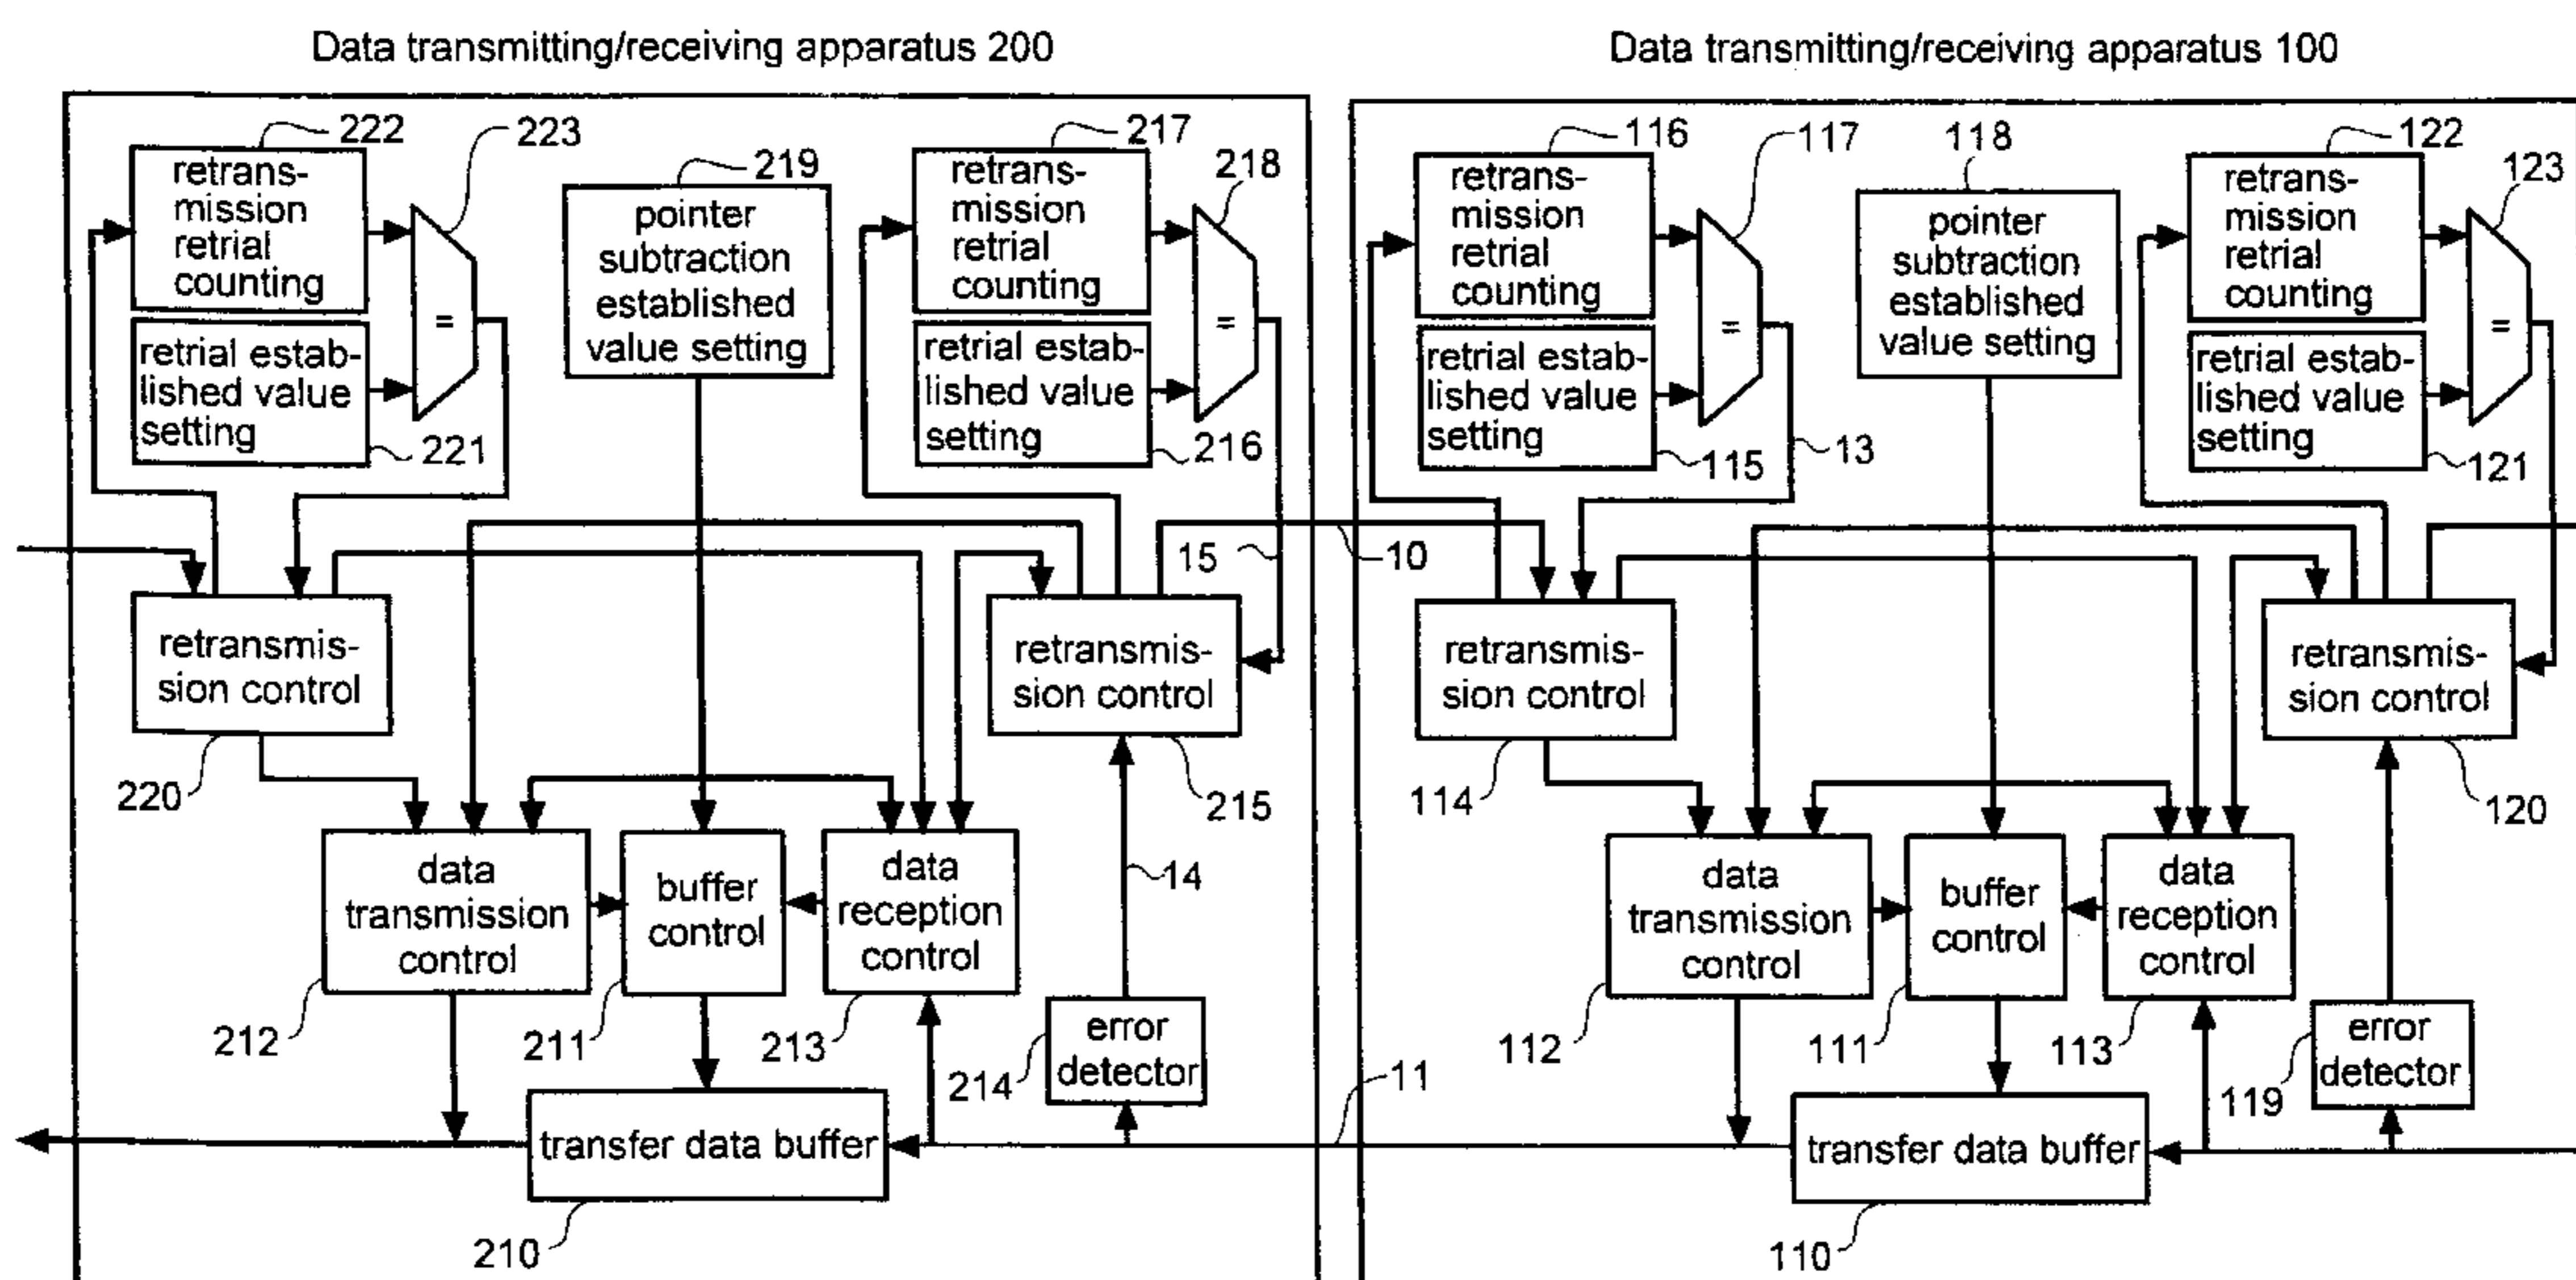 Data transmitting/receiving apparatus 200
222
223
retrans-
mission
retrial
counting
=
retrial estab-
lished value
setting
221
219
pointer
subtraction
established
value setting
217
218
retrans-
mission
retrial
counting
=
retrial estab-
lished value
setting
216
15
10
retransmis-
sion control
220
retransmis-
sion control
215
14
data
transmission
control
212
buffer
control
211
data
reception
control
213
error
detector
214
11
transfer data buffer
210
Data transmitting/receiving apparatus 100
116
117
retrans-
mission
retrial
counting
=
retrial estab-
lished value
setting
115
13
118
pointer
subtraction
established
value setting
122
123
retrans-
mission
retrial
counting
=
retrial estab-
lished value
setting
121
retransmis-
sion control
114
retransmis-
sion control
120
data
transmission
control
112
buffer
control
111
data
reception
control
113
error
detector
119
transfer data buffer
110